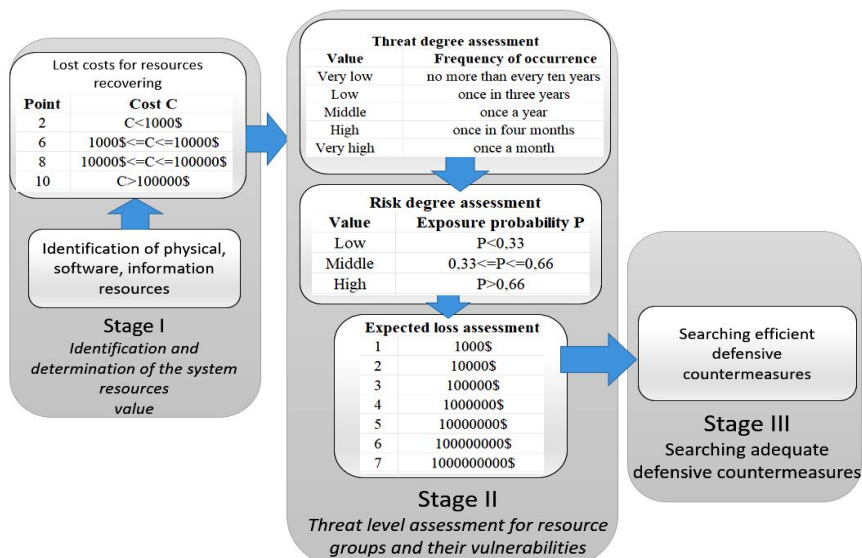 Lost costs for resources
recovering
Point Cost C
2 C<1000$
6 1000$<=C<=10000$
8 10000$<=C<=100000$
10 C>100000$
Identification of physical,
software, information
resources
Stage I
Identification and
determination of the system
resources
value
Threat degree assessment
Value Frequency of occurrence
Very low no more than every ten years
Low once in three years
Middle once a year
High once in four months
Very high once a month
Risk degree assessment
Value Exposure probability P
Low P<0,33
Middle 0,33<=P<=0,66
High P>0,66
Expected loss assessment
1 1000$
2 10000$
3 100000$
4 1000000$
5 10000000$
6 100000000$
7 1000000000$
Stage II
Threat level assessment for resource
groups and their vulnerabilities
Searching efficient
defensive
countermeasures
Stage III
Searching adequate
defensive countermeasures